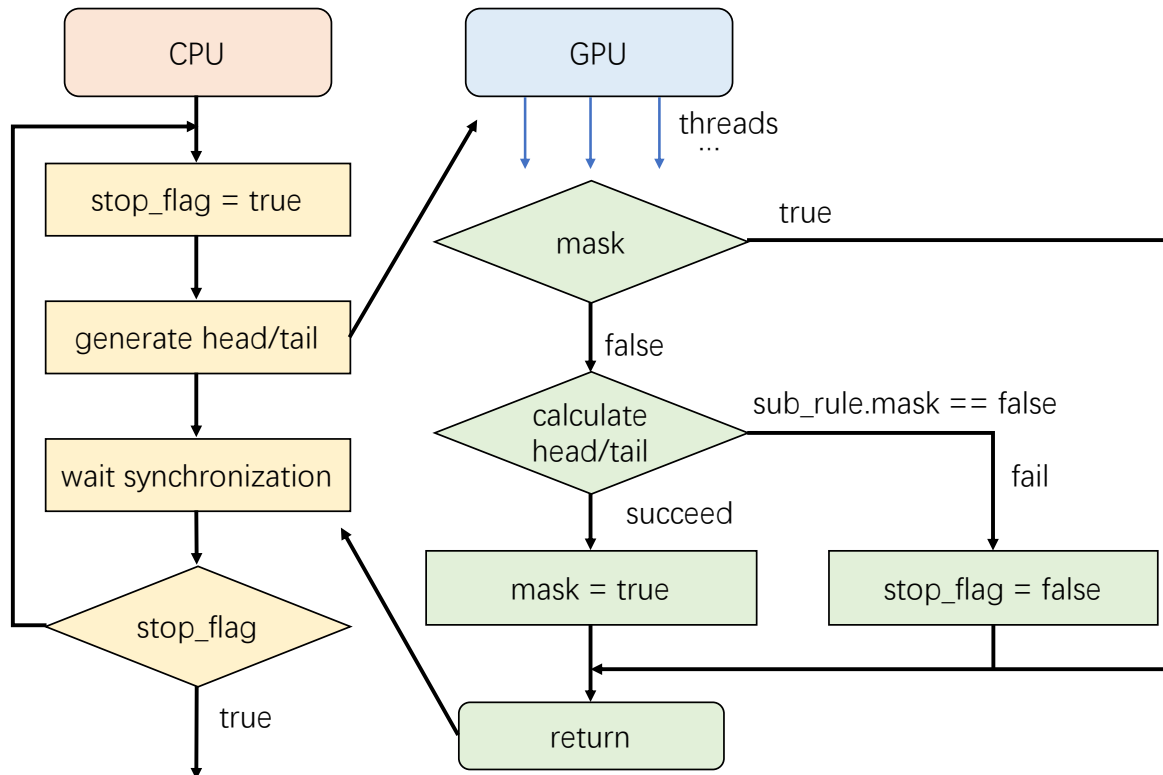 CPU
stop_flag = true
generate head/tail
wait synchronization
stop_flag
true
GPU
threads
...
mask
true
false
calculate
head/tail
sub_rule.mask == false
fail
succeed
mask = true
stop_flag = false
return